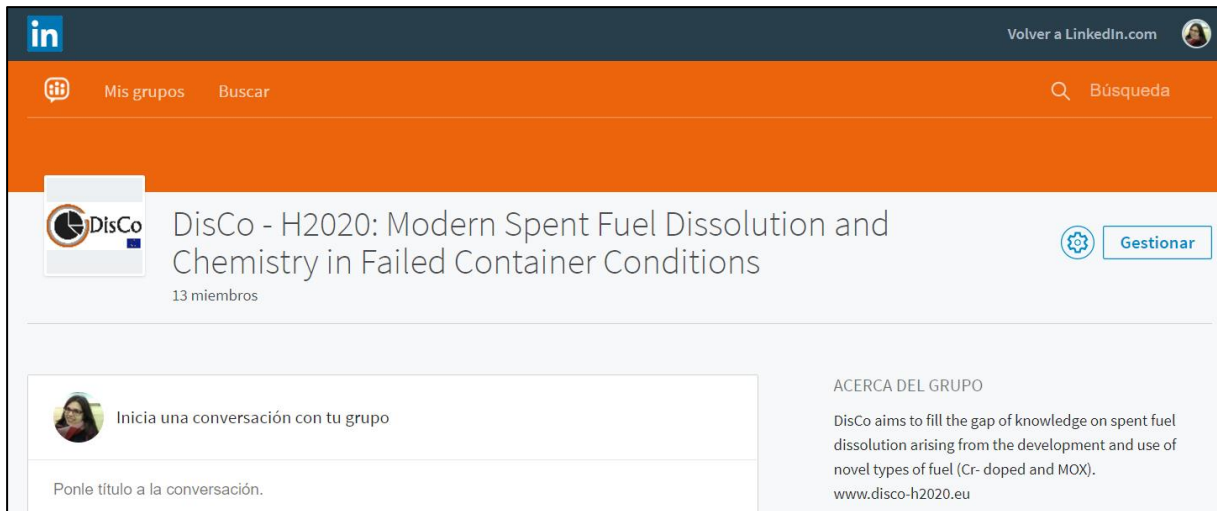 in
Volver a LinkedIn.com
Mis grupos
Buscar
Búsqueda
DisCo
DisCo - H2020: Modern Spent Fuel Dissolution and
Chemistry in Failed Container Conditions
13 miembros
Gestionar
Inicia una conversación con tu grupo
Ponle título a la conversación.
ACERCA DEL GRUPO
DisCo aims to fill the gap of knowledge on spent fuel
dissolution arising from the development and use of
novel types of fuel (Cr- doped and MOX).
www.disco-h2020.eu